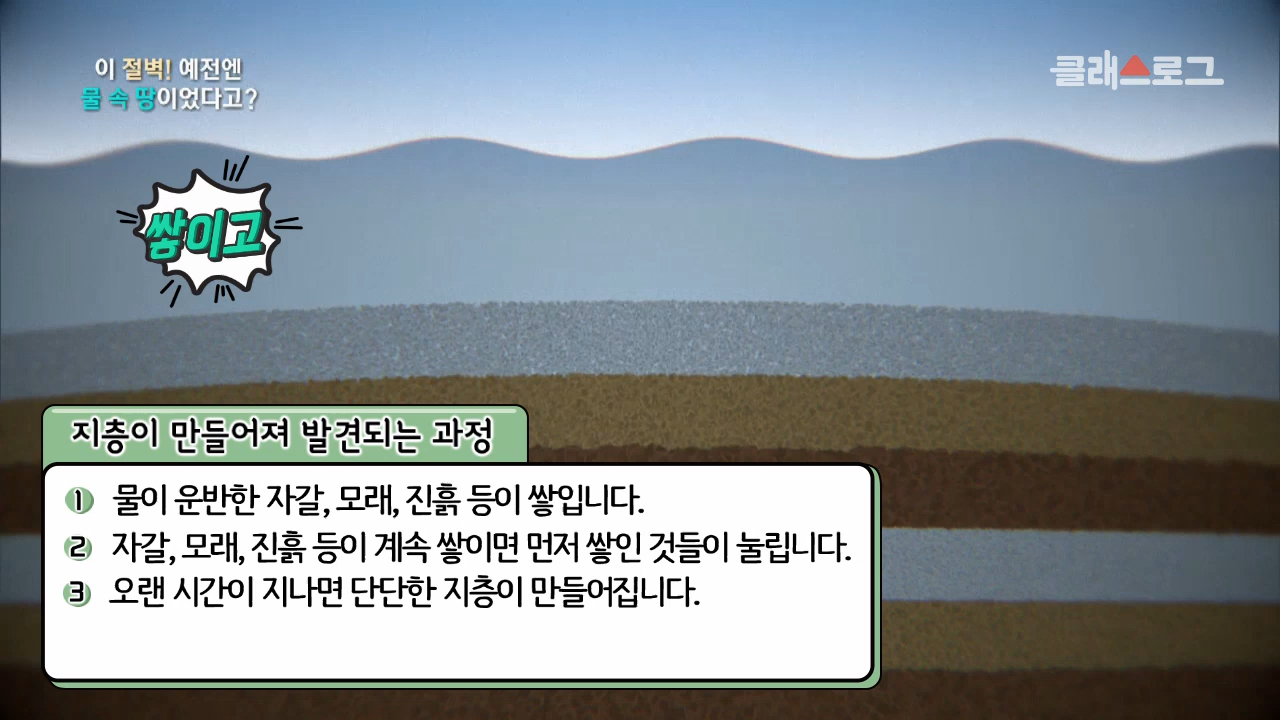 이 절벽! 예전엔
물 속 땅이었다고?
클래스로그
쌓이고
지층이 만들어져 발견되는 과정
1 물이 운반한 자갈, 모래, 진흙 등이 쌓입니다.
2 자갈, 모래, 진흙 등이 계속 쌓이면 먼저 쌓인 것들이 눌립니다.
3 오랜 시간이 지나면 단단한 지층이 만들어집니다.